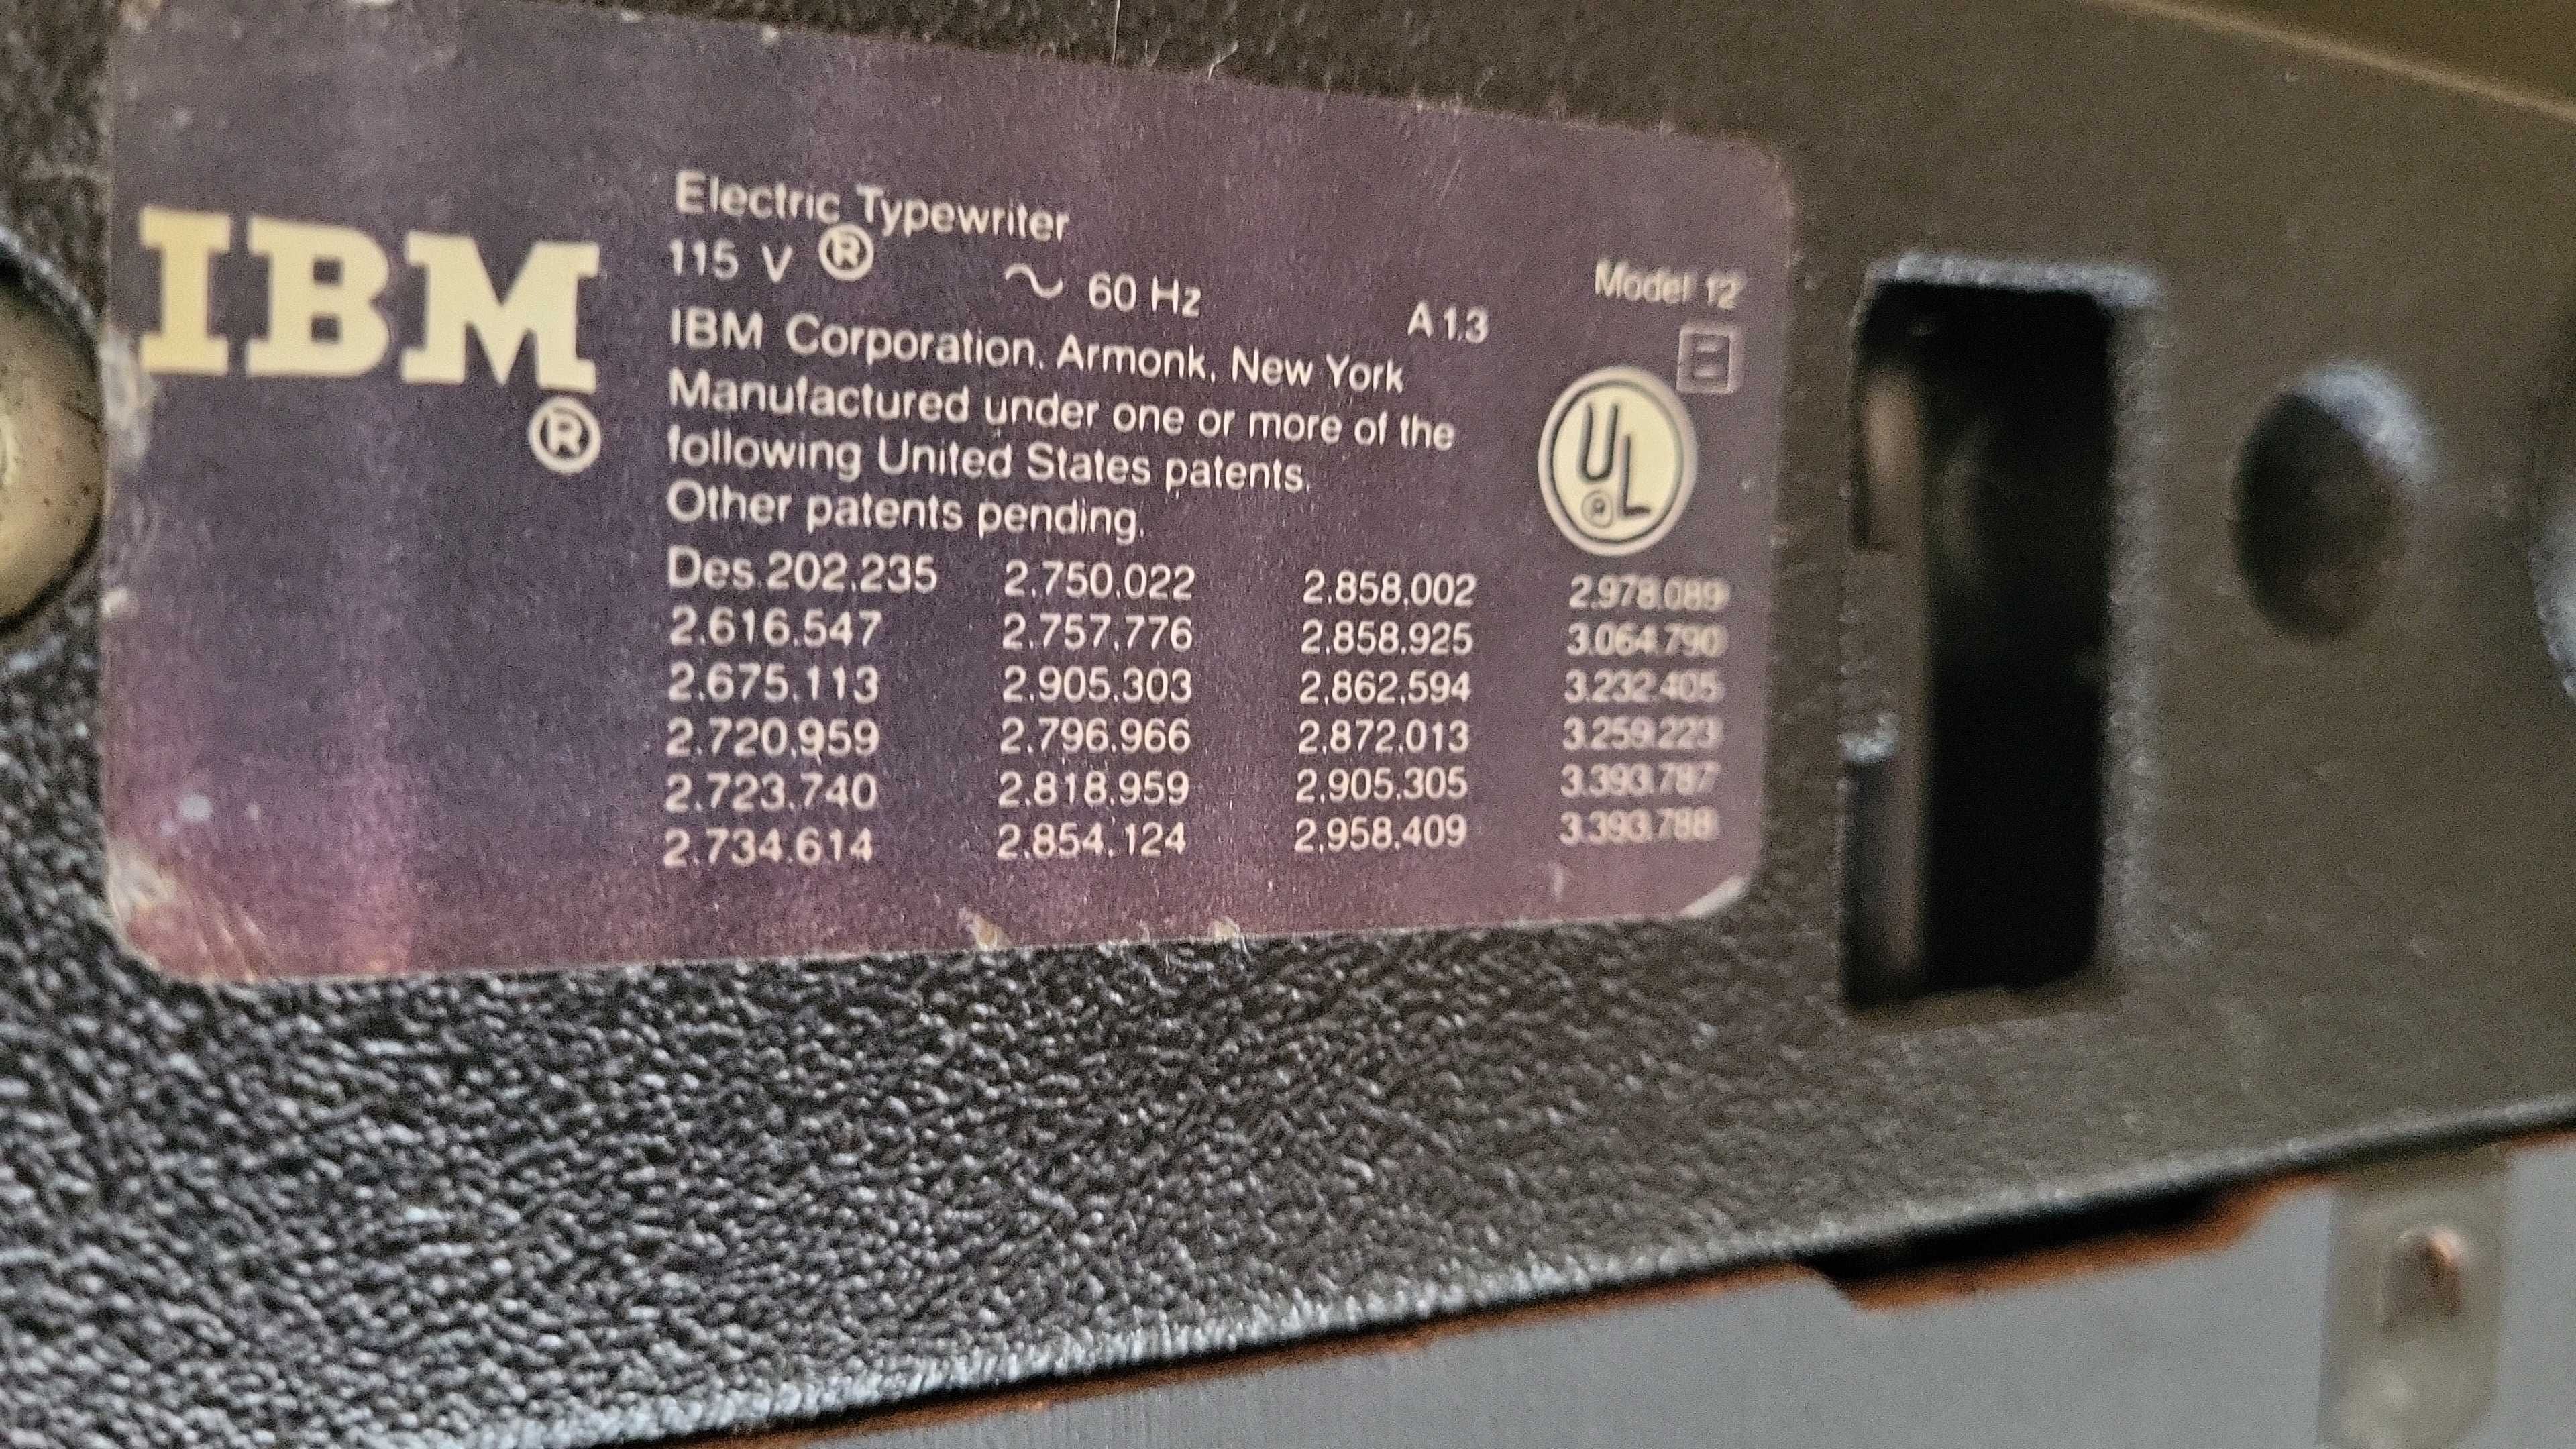 IBM
®
Electric Typewriter ®
115 V ~ 60 Hz A 1.3 Model 12
IBM Corporation, Armonk, New York
Manufactured under one or more of the
following United States patents.
Other patents pending.
UL
Des.202.235 2.750.022 2.858.002 2.978.089
2.616.547 2.757.776 2.858.925 3.064.790
2.675.113 2.905.303 2.862.594 3.232.405
2.720.959 2.796.966 2.872.013 3.259.223
2.723.740 2.818.959 2.905.305 3.393.787
2.734.614 2.854.124 2.958.409 3.393.788